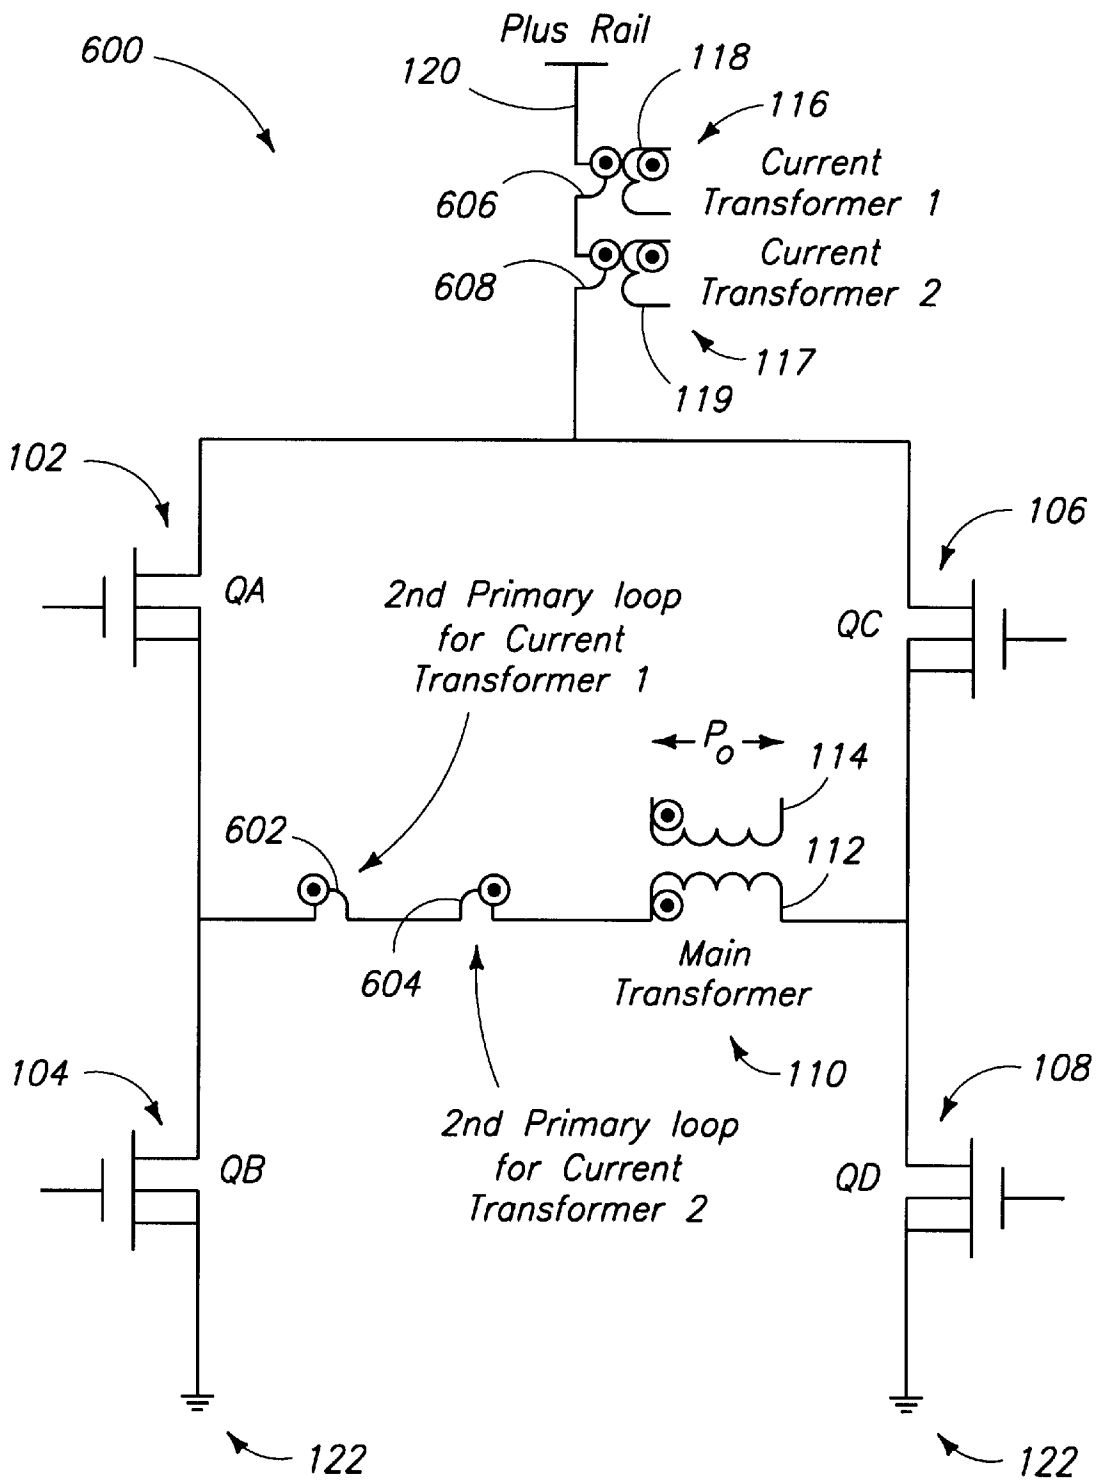 Plus Rail
600
120
118
116
Current
Transformer 1
606
Current
Transformer 2
608
117
119
102
106
QA
2nd Primary loop
for Current
Transformer 1
QC
Po
114
602
112
604
Main
Transformer
110
104
108
QB
2nd Primary loop
for Current
Transformer 2
QD
122
122